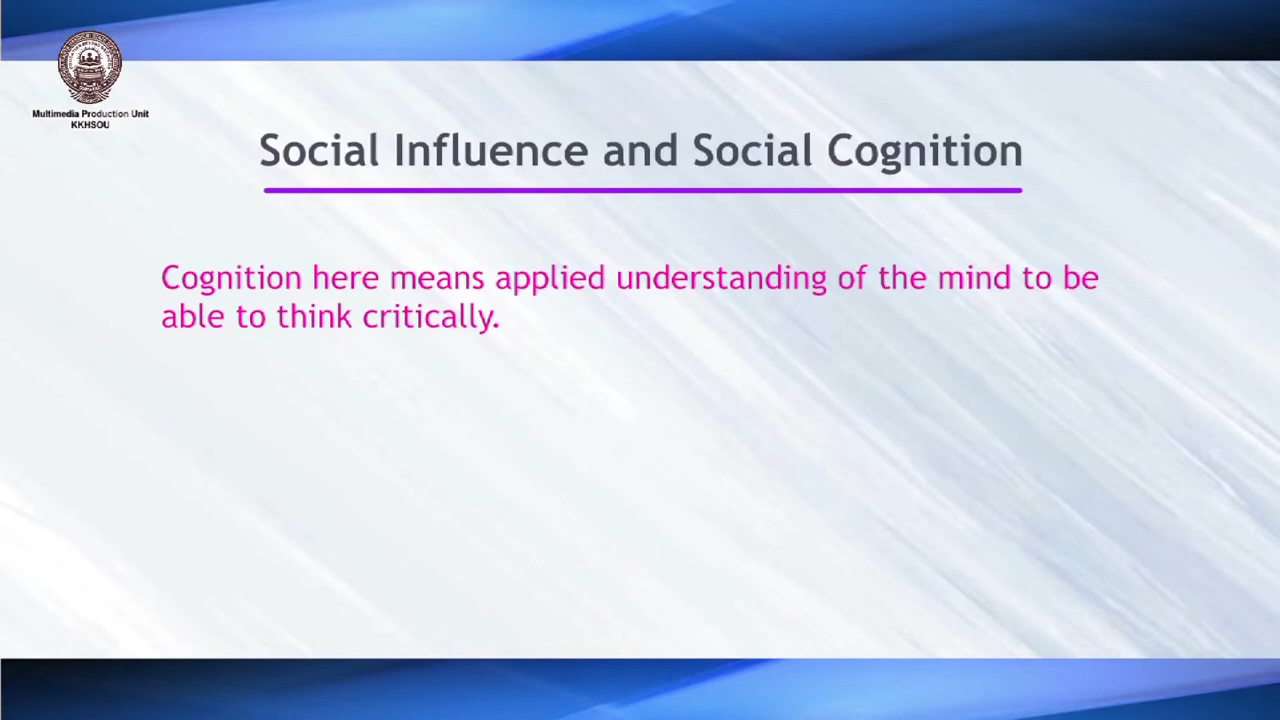 Multimedia Production Unit
KKHSOU
Social Influence and Social Cognition
Cognition here means applied understanding of the mind to be
able to think critically.